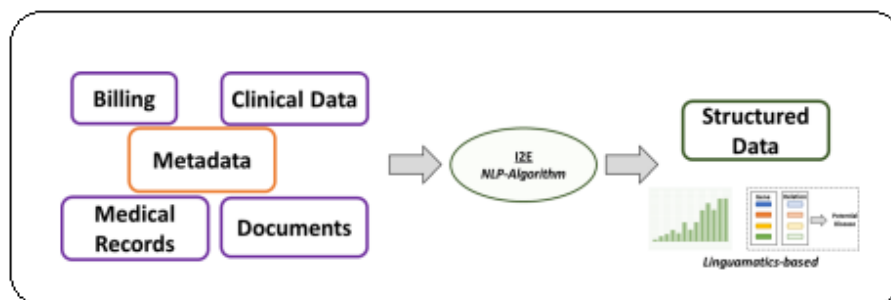 Billing
Clinical Data
Metadata
Medical
Records
Documents
I2E
NLP-Algorithm
Structured
Data
Potential
Disease
Linguamatics-based